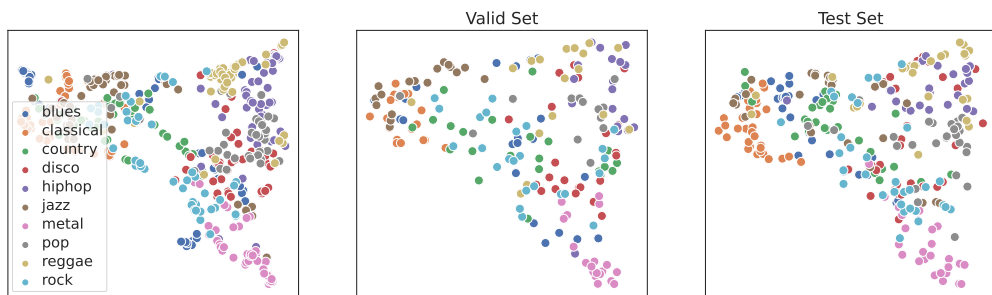 Valid Set
Test Set
blues
classical
country
disco
hiphop
jazz
metal
pop
reggae
rock